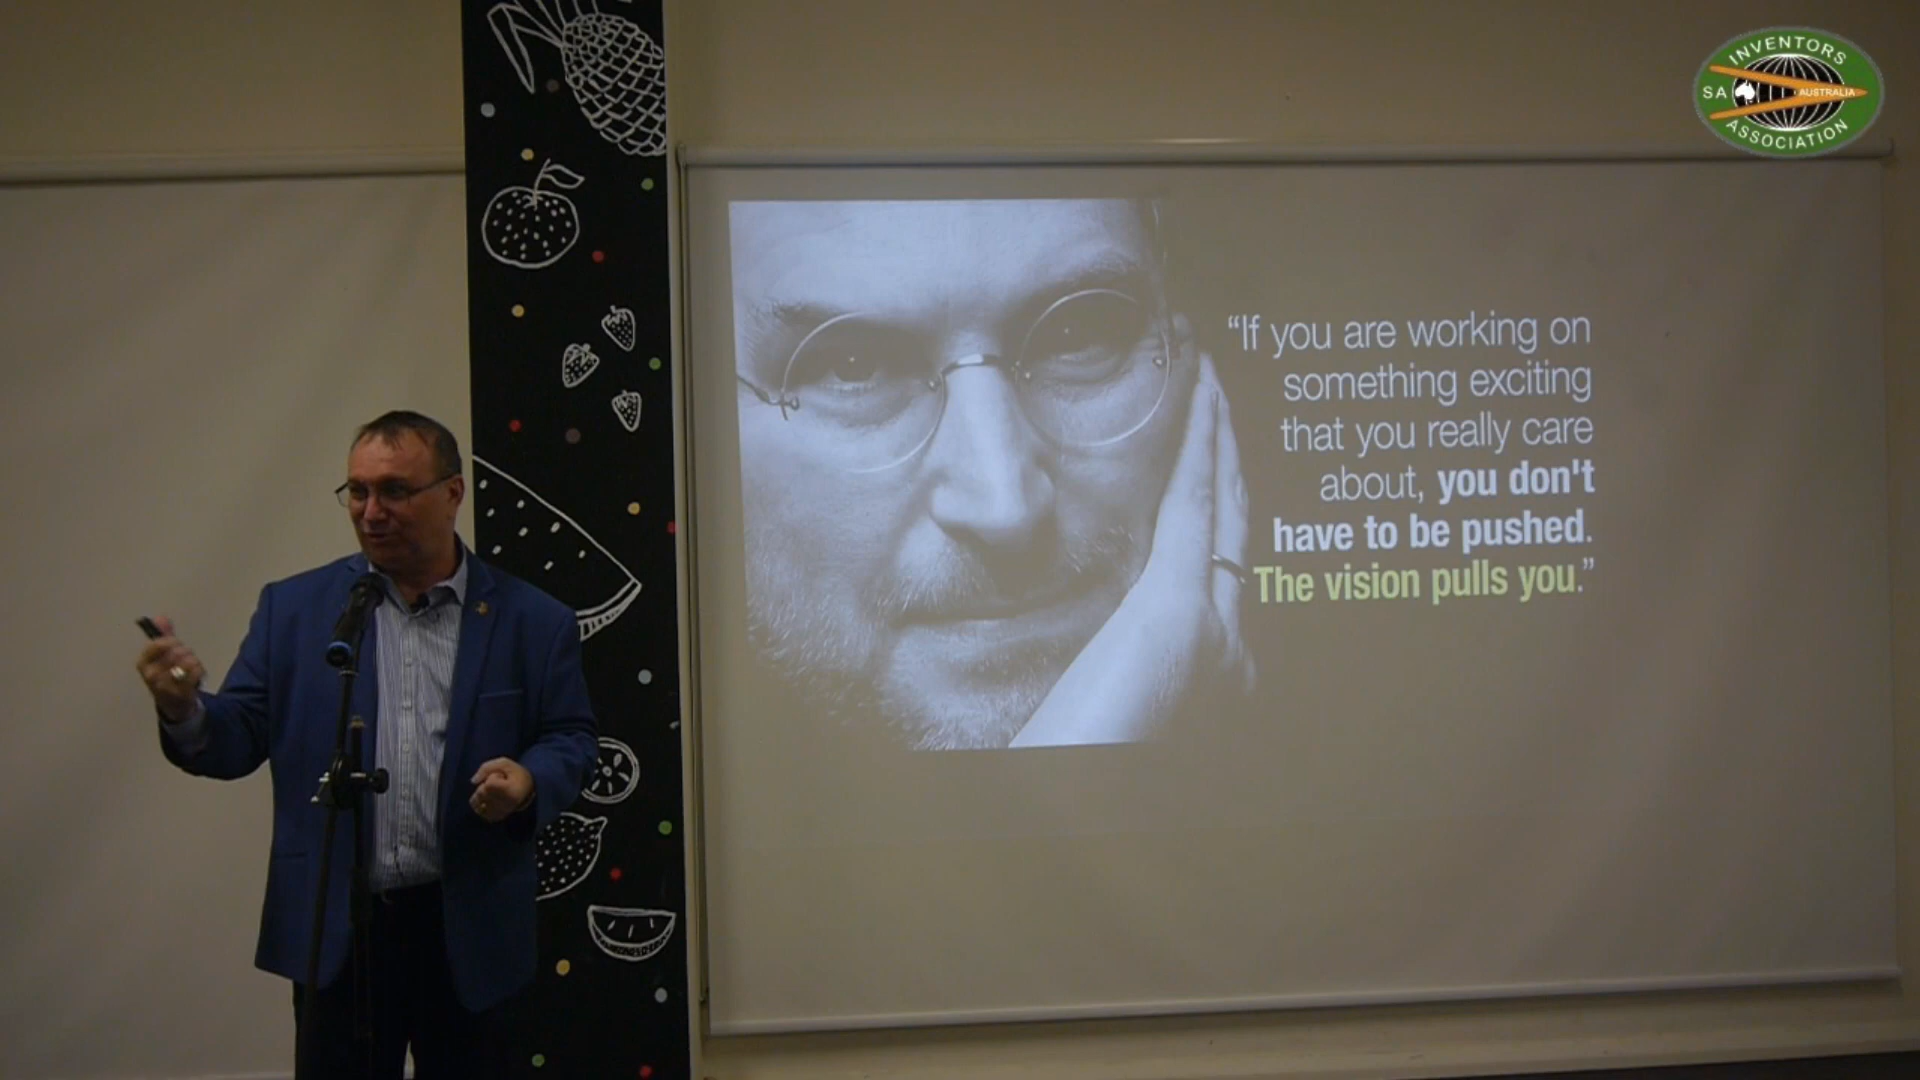 INVENTORS
SA AUSTRALIA
ASSOCIATION
“If you are working on
something exciting
that you really care
about, you don't
have to be pushed.
The vision pulls you.”